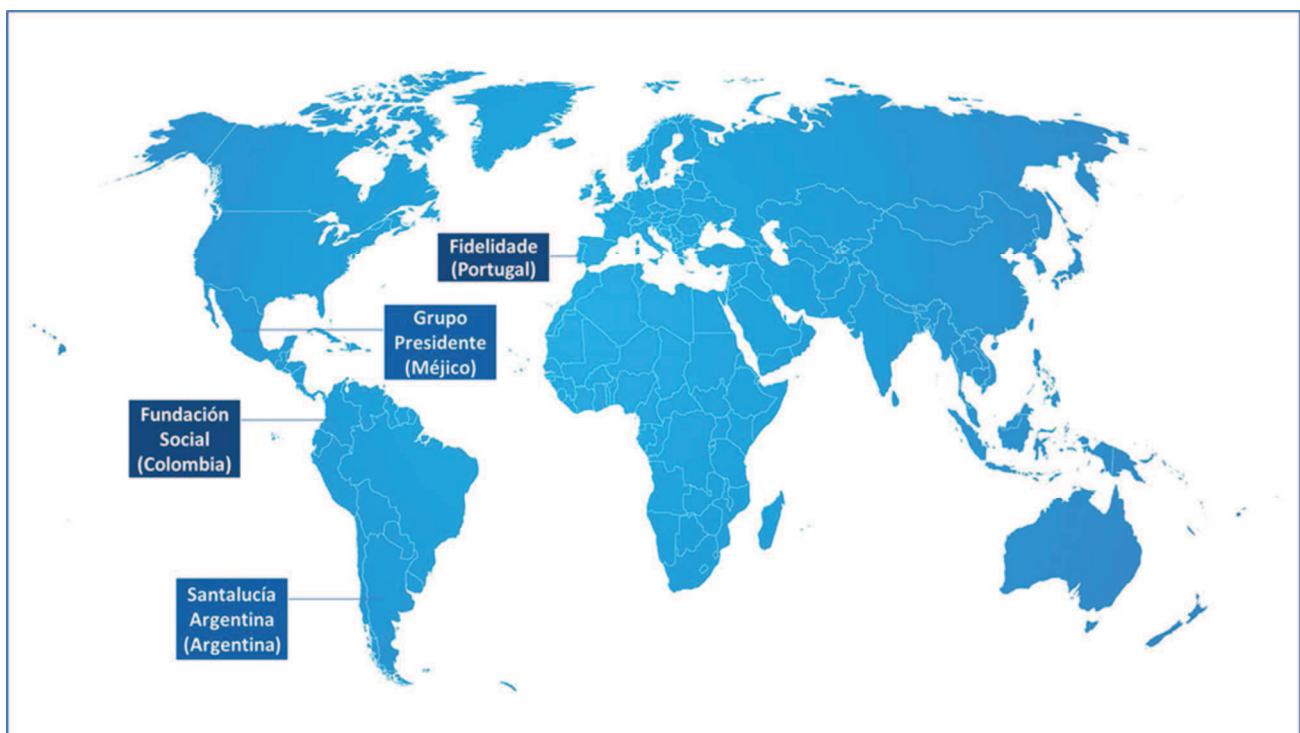 Fidelidade
(Portugal)
Grupo
Presidente
(Méjico)
Fundación
Social
(Colombia)
Santalucía
Argentina
(Argentina)